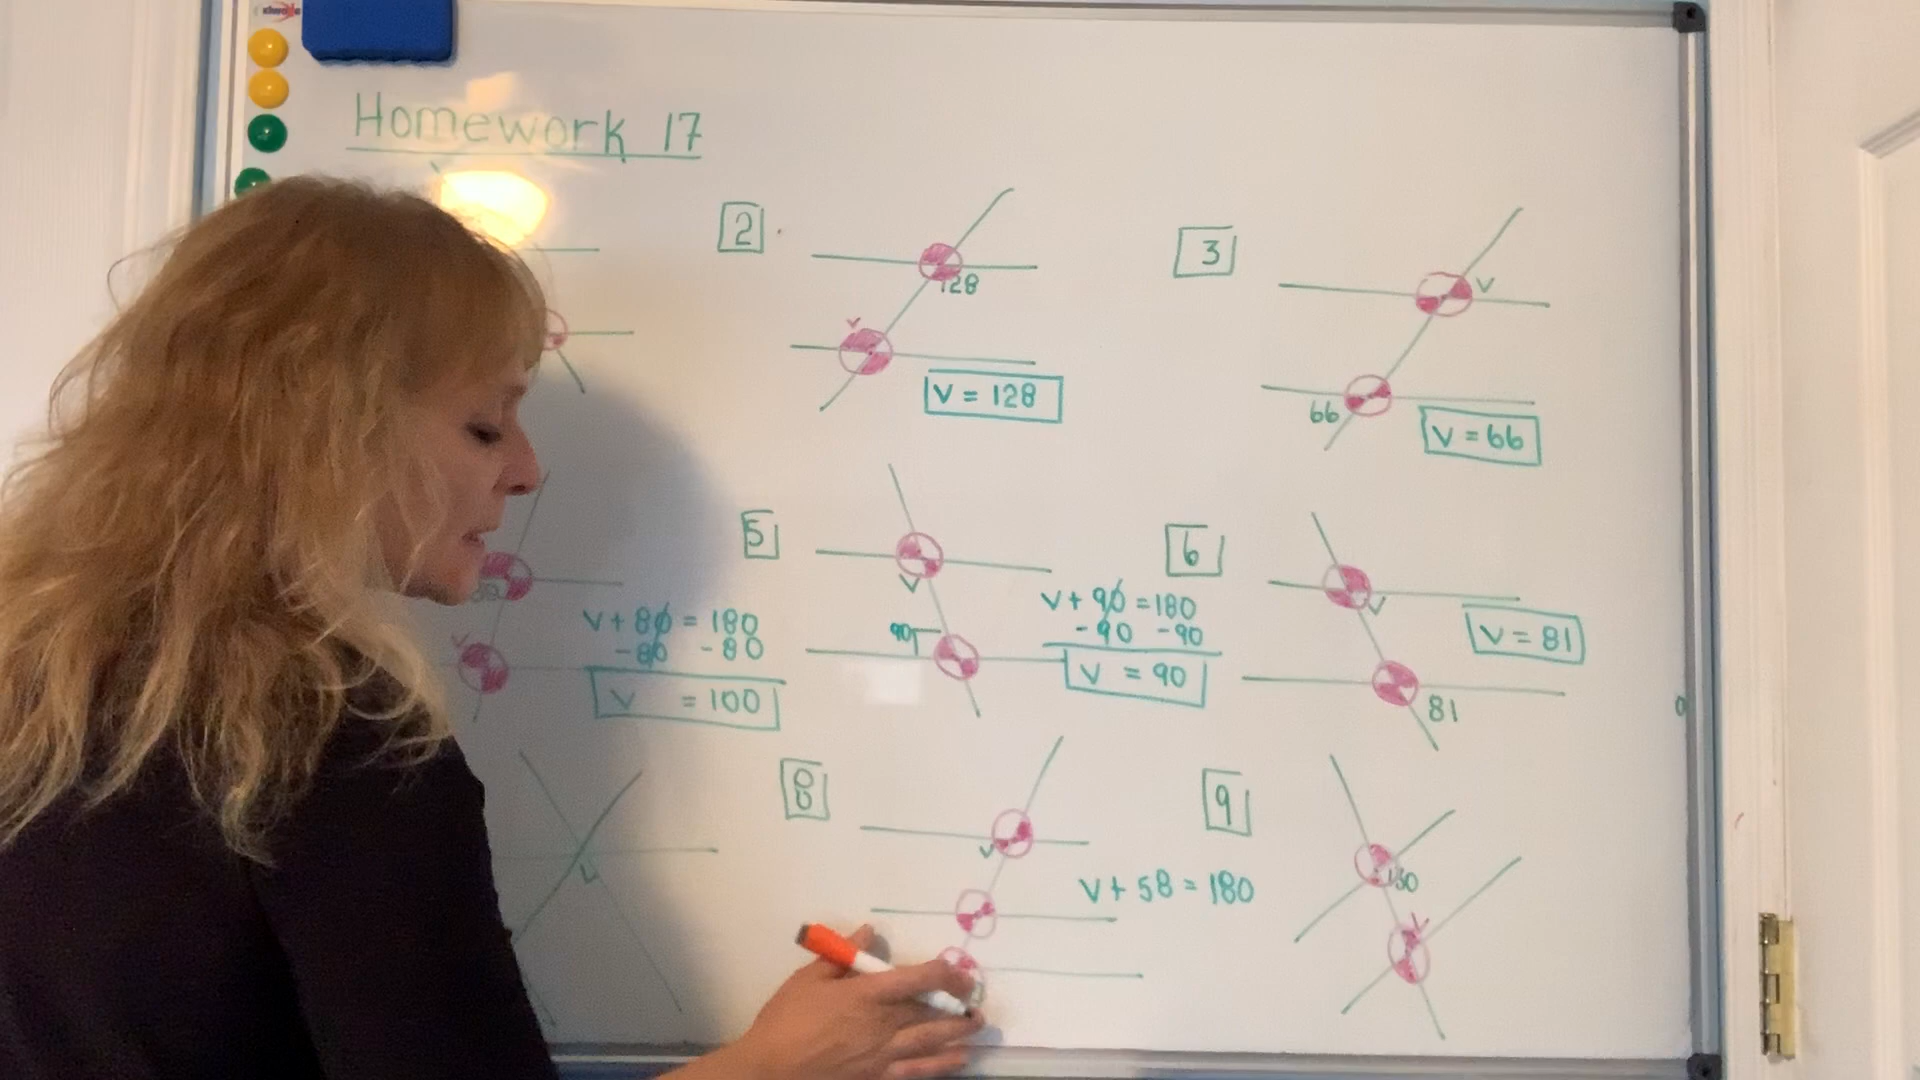 Homework 17
2
128
V
V = 128
3
V
66
V = 66
V
V + 80 = 180
- 80 - 80
V = 100
5
V
90
V + 90 = 180
- 90 - 90
V = 90
6
V
81
V = 81
8
V
V + 58 = 180
9
V